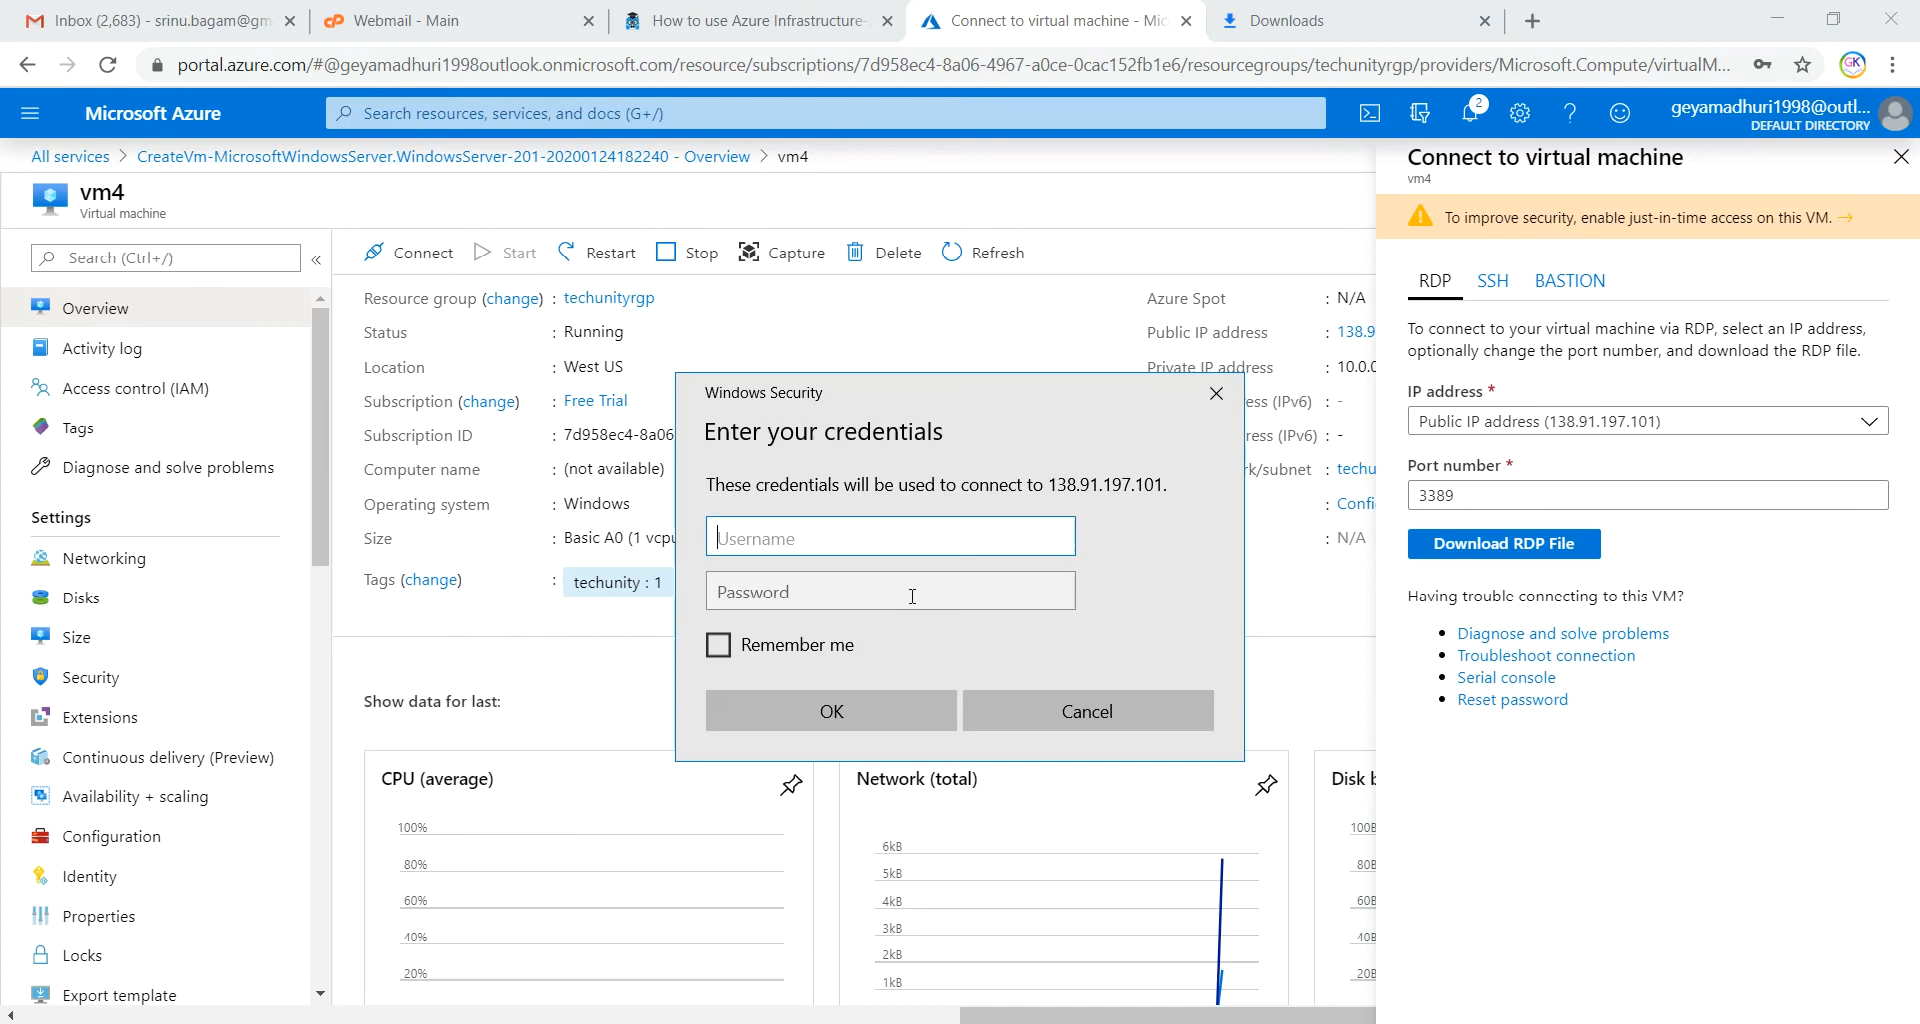 Inbox (2,683) - srinu.bagam@gm
Webmail - Main
How to use Azure Infrastructure-
Connect to virtual machine - Mic
Downloads
portal.azure.com/#@geyamadhuri1998outlook.onmicrosoft.com/resource/subscriptions/7d958ec4-8a06-4967-a0ce-0cac152fb1e6/resourcegroups/techunityrgp/providers/Microsoft.Compute/virtualM...
GK
Microsoft Azure
Search resources, services, and docs (G+/)
2
geyamadhuri1998@outl...
DEFAULT DIRECTORY
All services > CreateVm-MicrosoftWindowsServer.WindowsServer-201-20200124182240 - Overview > vm4
vm4
Virtual machine
Search (Ctrl+/)
«
Overview
Activity log
Access control (IAM)
Tags
Diagnose and solve problems
Settings
Networking
Disks
Size
Security
Extensions
Continuous delivery (Preview)
Availability + scaling
Configuration
Identity
Properties
Locks
Export template
Connect
Start
Restart
Stop
Capture
Delete
Refresh
Resource group (change) : techunityrgp
Status : Running
Location : West US
Subscription (change) : Free Trial
Subscription ID : 7d958ec4-8a06
Computer name : (not available)
Operating system : Windows
Size : Basic A0 (1 vcpu
Tags (change) : techunity : 1
Azure Spot : N/A
Public IP address : 138.9
Private IP address : 10.0.0
ess (IPv6) : -
ress (IPv6) : -
rk/subnet : techu
: Confi
: N/A
Show data for last:
CPU (average)
100%
80%
60%
40%
20%
Network (total)
6kB
5kB
4kB
3kB
2kB
1kB
Disk b
100B
80B
60B
40B
20B
Windows Security
Enter your credentials
These credentials will be used to connect to 138.91.197.101.
Username
Password
Remember me
OK
Cancel
Connect to virtual machine
vm4
To improve security, enable just-in-time access on this VM. →
RDP
SSH
BASTION
To connect to your virtual machine via RDP, select an IP address,
optionally change the port number, and download the RDP file.
IP address *
Public IP address (138.91.197.101)
Port number *
3389
Download RDP File
Having trouble connecting to this VM?
Diagnose and solve problems
Troubleshoot connection
Serial console
Reset password